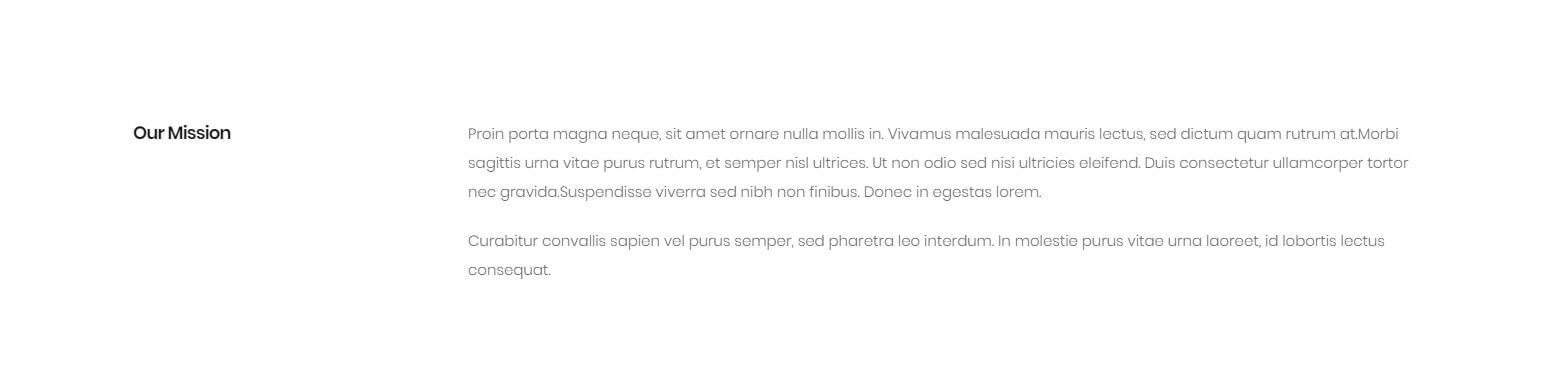 Our Mission
Proin porta magna neque, sit amet ornare nulla mollis in. Vivamus malesuada mauris lectus, sed dictum quam rutrum at.Morbi
sagittis urna vitae purus rutrum, et semper nisl ultrices. Ut non odio sed nisi ultricies eleifend. Duis consectetur ullamcorper tortor
nec gravida.Suspendisse viverra sed nibh non finibus. Donec in egestas lorem.
Curabitur convallis sapien vel purus semper, sed pharetra leo interdum. In molestie purus vitae urna laoreet, id lobortis lectus
consequat.